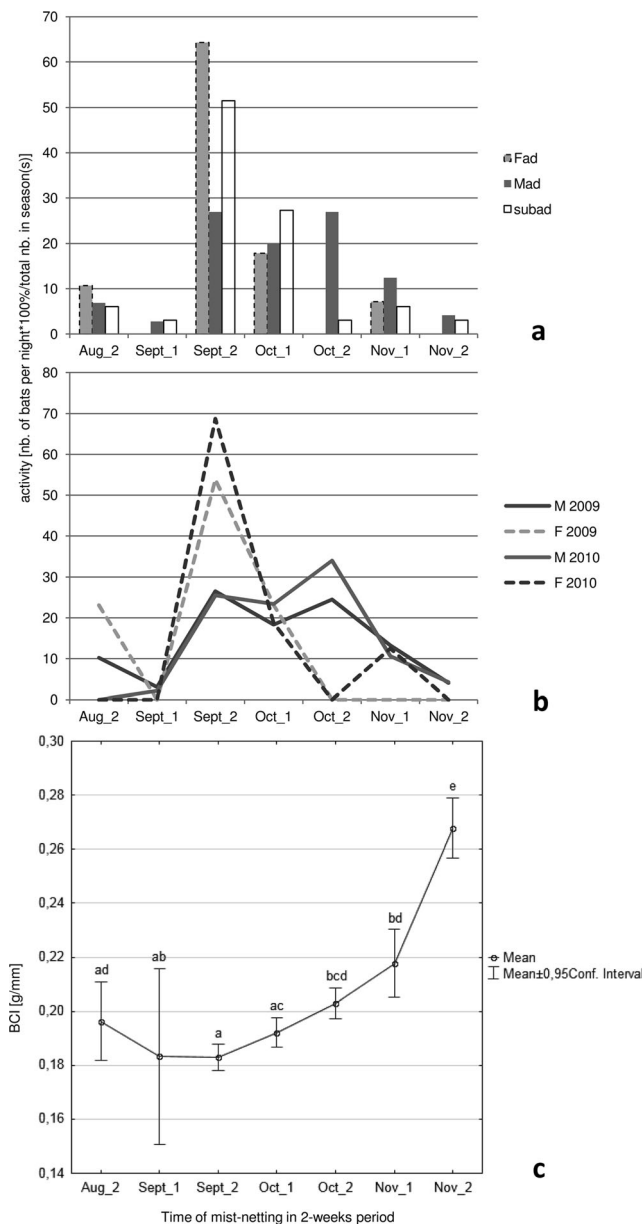 70
60
50
40
30
20
10
0
Aug_2 Sept_1 Sept_2 Oct_1 Oct_2 Nov_1 Nov_2
Fad
Mad
subad
a
activity [nb. of bats per night*100%/total nb. in season(s)]
80
70
60
50
40
30
20
10
0
Aug_2 Sept_1 Sept_2 Oct_1 Oct_2 Nov_1 Nov_2
M 2009
F 2009
M 2010
F 2010
b
0,30
0,28
0,26
0,24
0,22
0,20
0,18
0,16
0,14
BCI [g/mm]
ad ab a ac bcd bd e
Mean
Mean±0,95Conf. Interval
Aug_2 Sept_1 Sept_2 Oct_1 Oct_2 Nov_1 Nov_2
c
Time of mist-netting in 2-weeks period